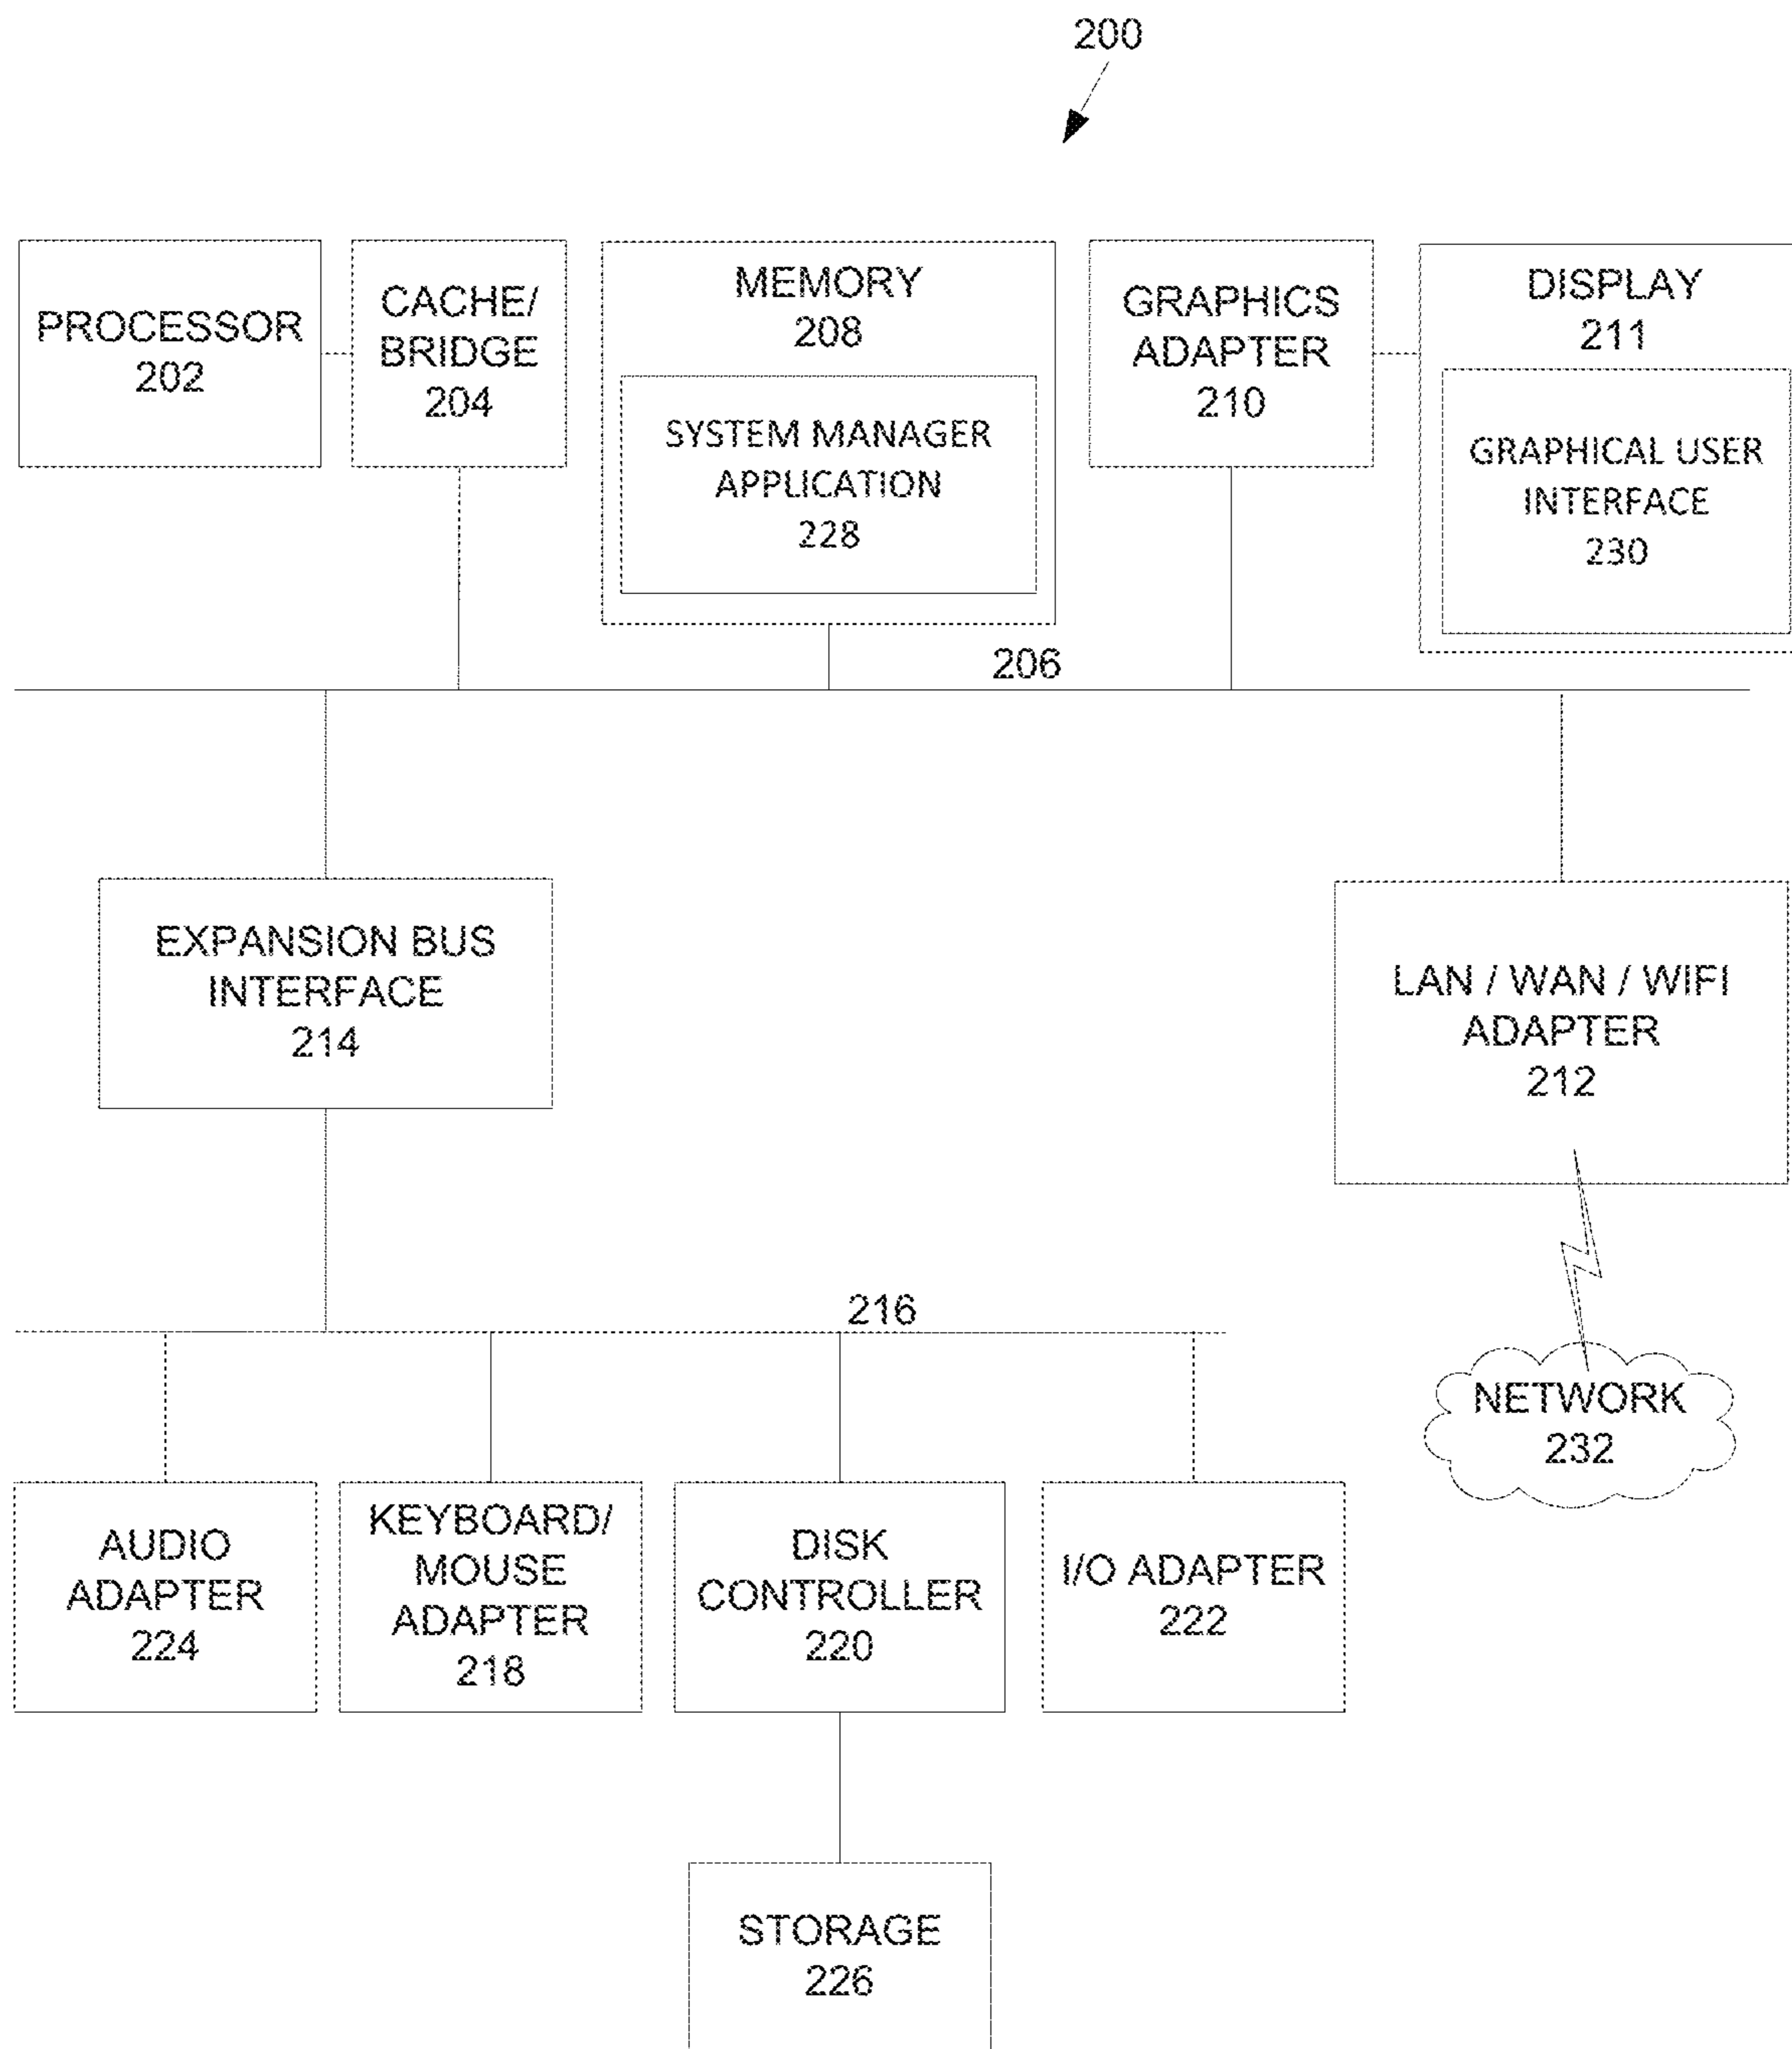 200
PROCESSOR
202
CACHE/
BRIDGE
204
MEMORY
208
SYSTEM MANAGER
APPLICATION
228
GRAPHICS
ADAPTER
210
DISPLAY
211
GRAPHICAL USER
INTERFACE
230
206
EXPANSION BUS
INTERFACE
214
LAN / WAN / WIFI
ADAPTER
212
216
NETWORK
232
AUDIO
ADAPTER
224
KEYBOARD/
MOUSE
ADAPTER
218
DISK
CONTROLLER
220
I/O ADAPTER
222
STORAGE
226